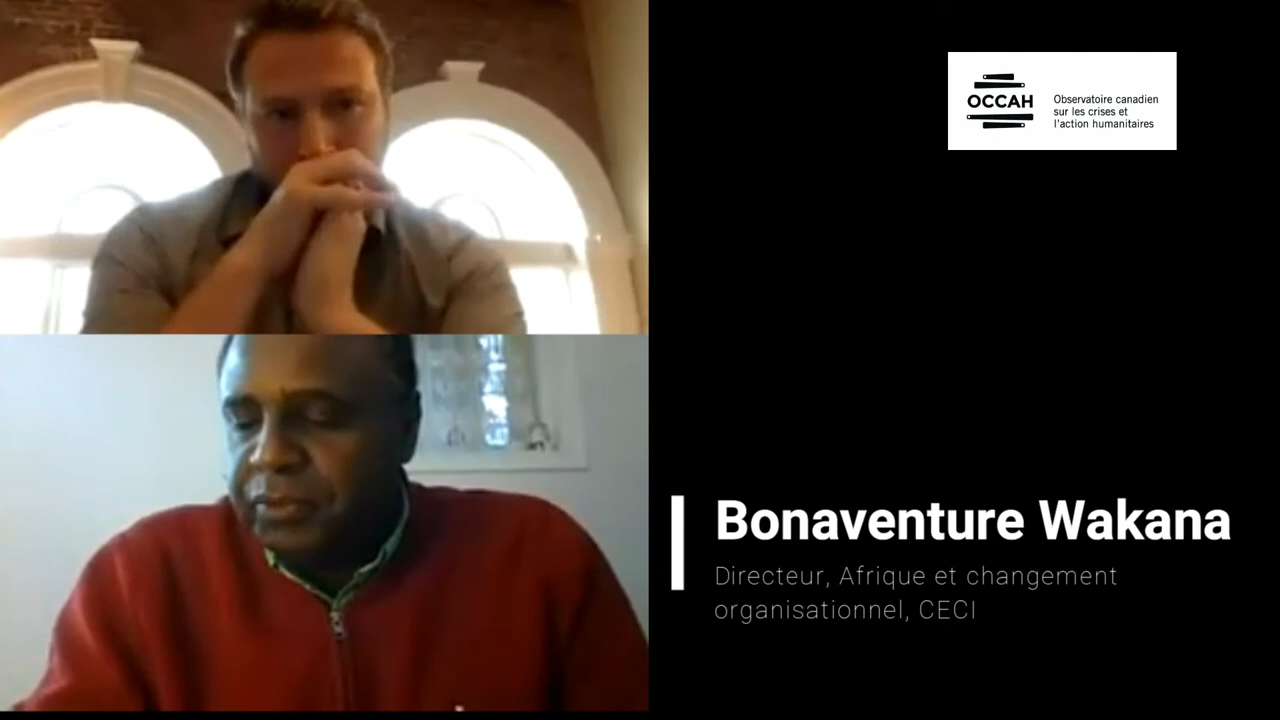 OCCAH
Observatoire canadien
sur les crises et
l'action humanitaires
Bonaventure Wakana
Directeur, Afrique et changement
organisationnel, CECI